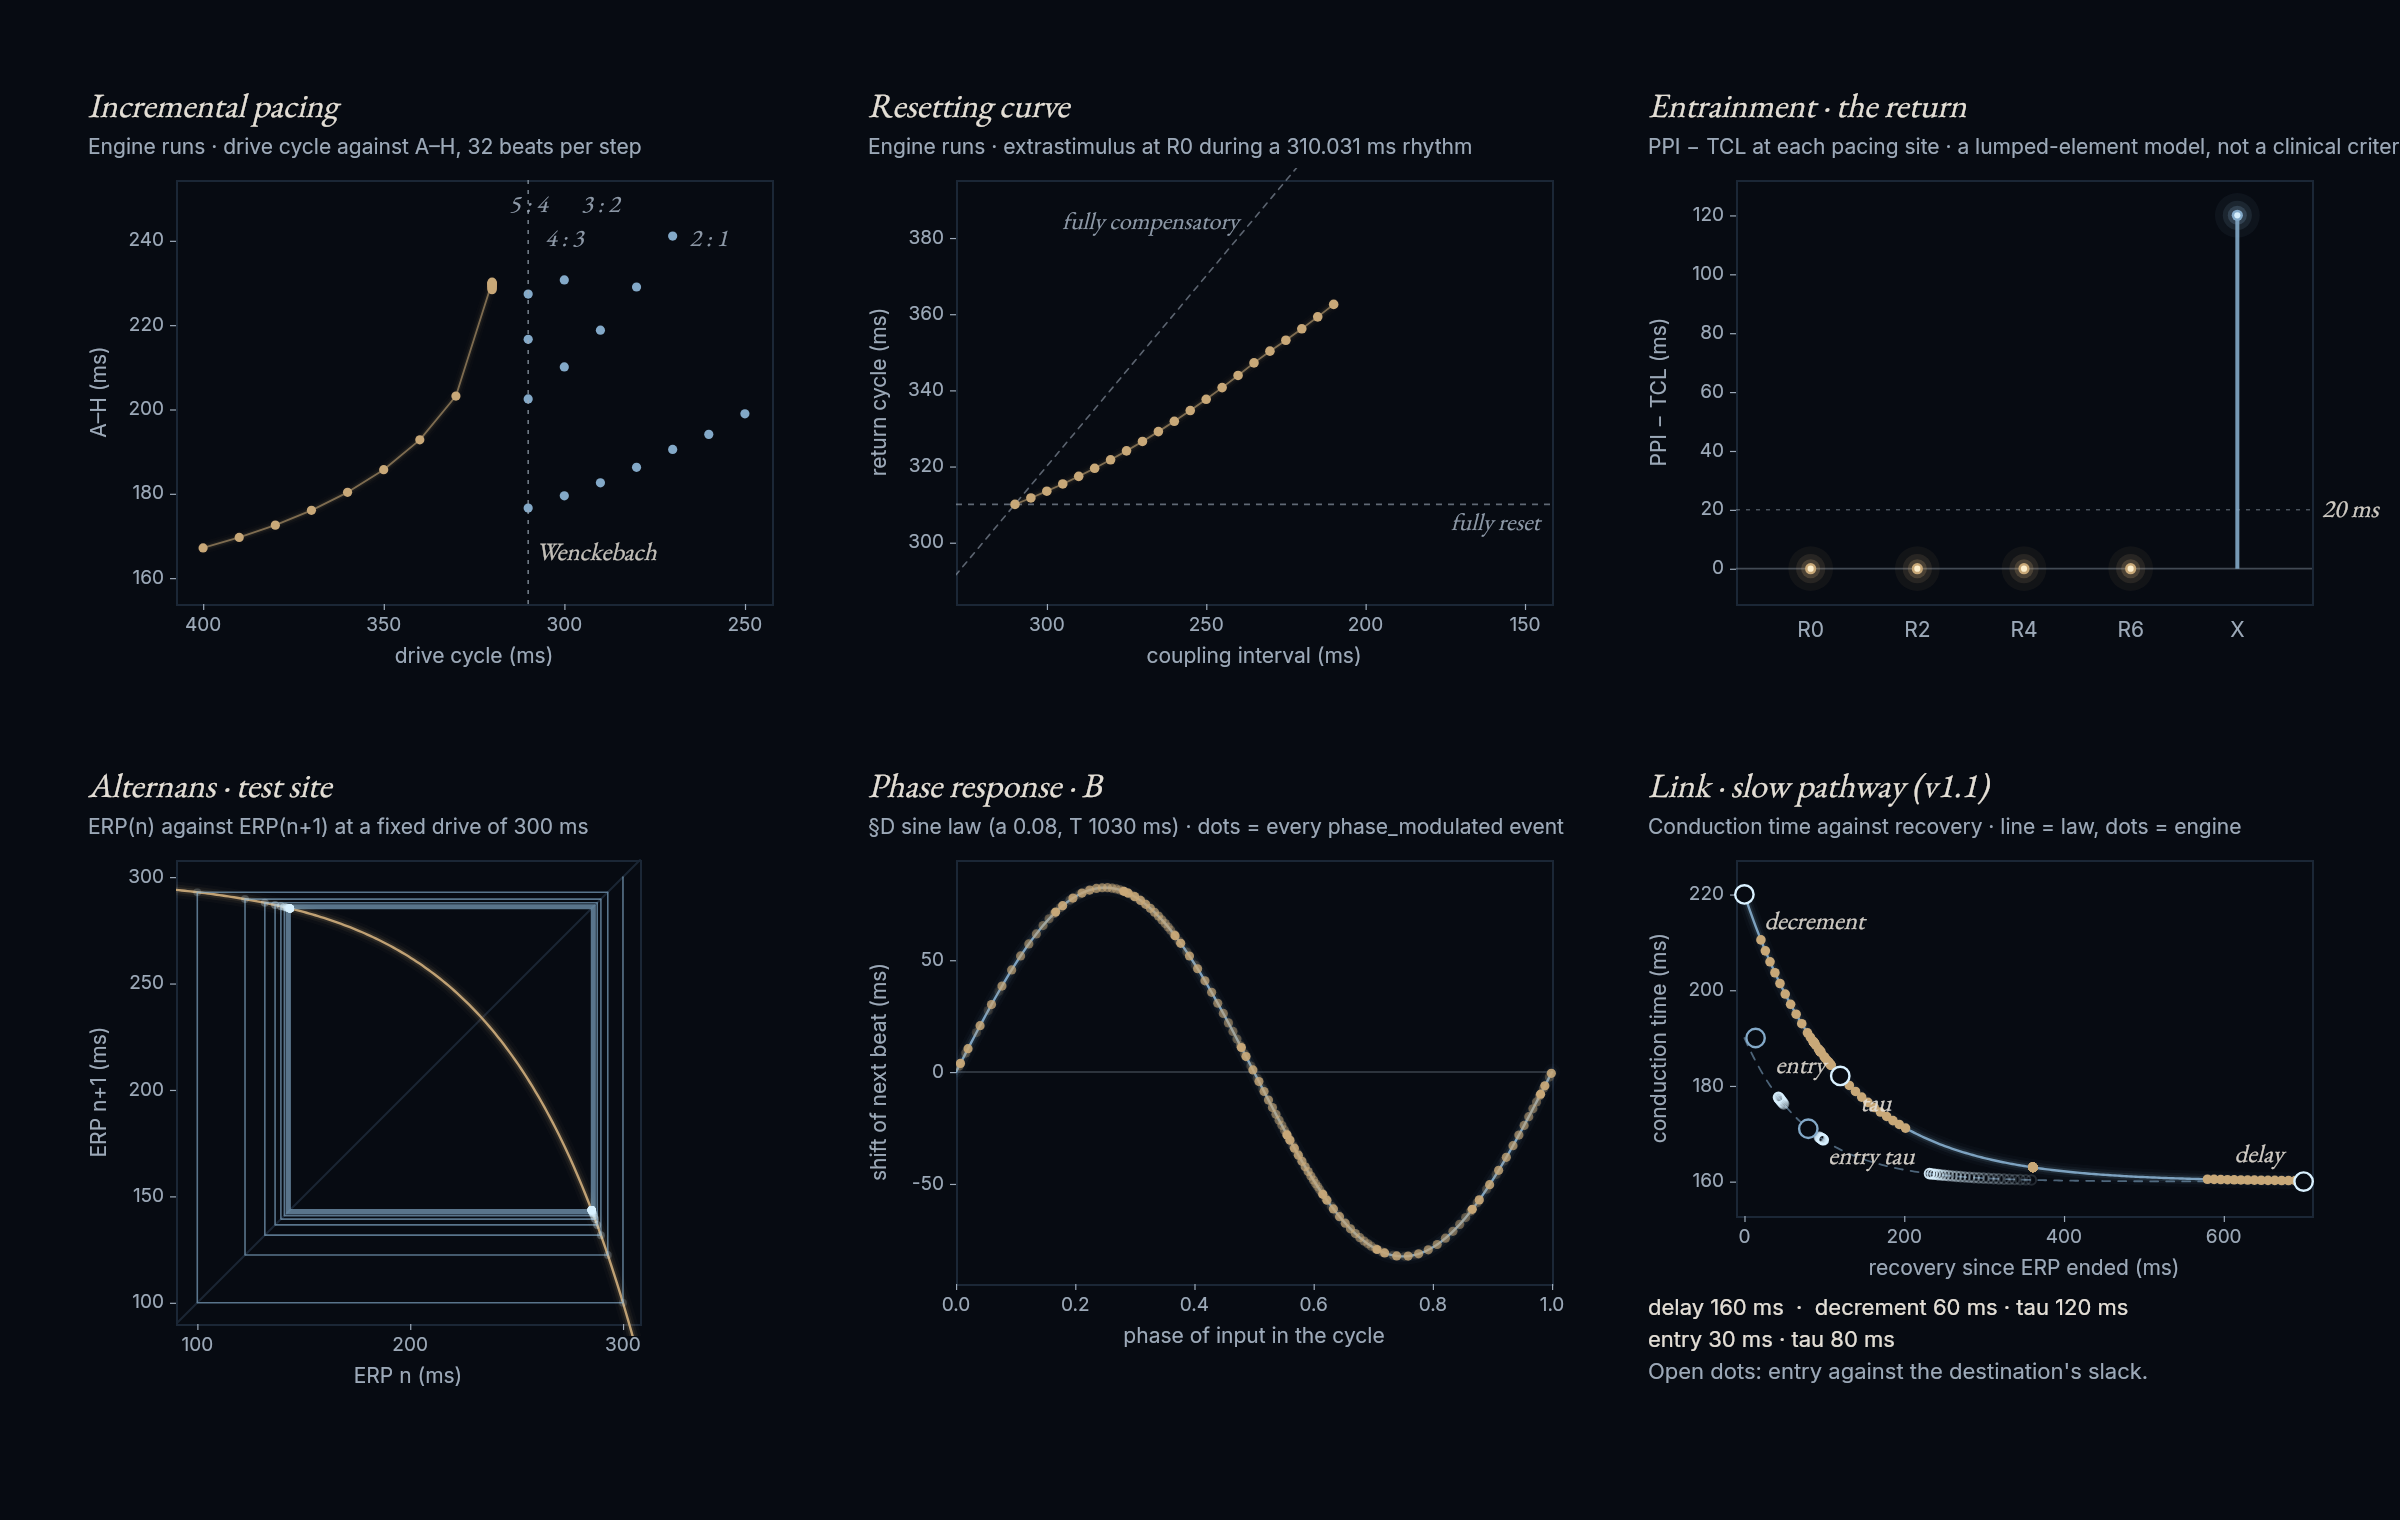 Incremental pacing
Engine runs · drive cycle against A–H, 32 beats per step
5:4 3:2
4:3 2:1
240
220
200
180
160
A–H (ms)
Wenckebach
400 350 300 250
drive cycle (ms)
Resetting curve
Engine runs · extrastimulus at R0 during a 310.031 ms rhythm
fully compensatory
380
360
340
320
300
return cycle (ms)
fully reset
300 250 200 150
coupling interval (ms)
Entrainment · the return
PPI – TCL at each pacing site · a lumped-element model, not a clinical criter
120
100
80
60
40
20
0
PPI – TCL (ms)
20 ms
R0 R2 R4 R6 X
Alternans · test site
ERP(n) against ERP(n+1) at a fixed drive of 300 ms
300
250
200
150
100
ERP n+1 (ms)
100 200 300
ERP n (ms)
Phase response · B
§D sine law (a 0.08, T 1030 ms) · dots = every phase_modulated event
50
0
-50
shift of next beat (ms)
0.0 0.2 0.4 0.6 0.8 1.0
phase of input in the cycle
Link · slow pathway (v1.1)
Conduction time against recovery · line = law, dots = engine
220
200
180
160
conduction time (ms)
decrement
entry
tau
entry tau
delay
0 200 400 600
recovery since ERP ended (ms)
delay 160 ms · decrement 60 ms · tau 120 ms
entry 30 ms · tau 80 ms
Open dots: entry against the destination's slack.